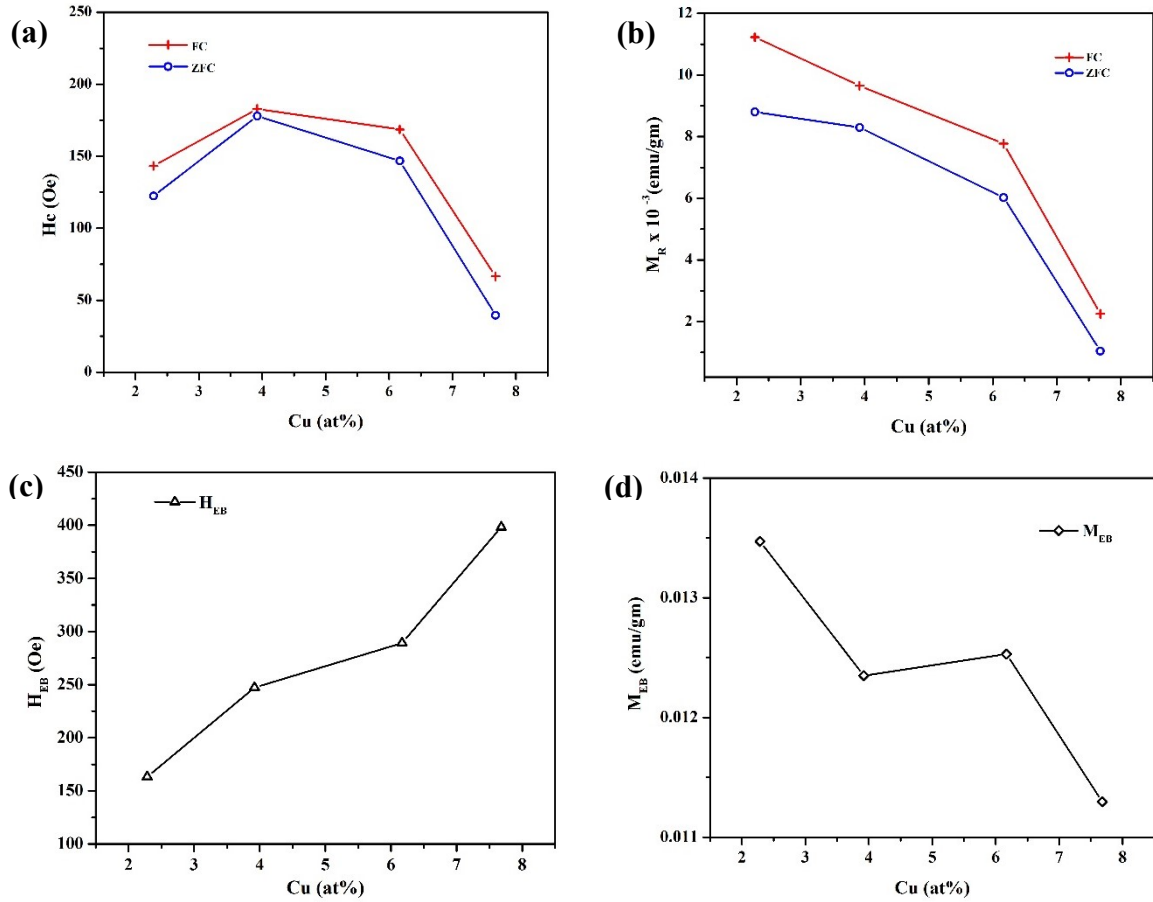 (a)
250
200
150
100
50
0
Hc (Oe)
FC
ZFC
2 3 4 5 6 7 8
Cu (at%)
(b)
12
10
8
6
4
2
M_R x 10^-3(emu/gm)
FC
ZFC
2 3 4 5 6 7 8
Cu (at%)
(c)
450
400
350
300
250
200
150
100
H_EB (Oe)
H_EB
2 3 4 5 6 7 8
Cu (at%)
(d)
0.014
0.013
0.012
0.011
M_EB (emu/gm)
M_EB
2 3 4 5 6 7 8
Cu (at%)